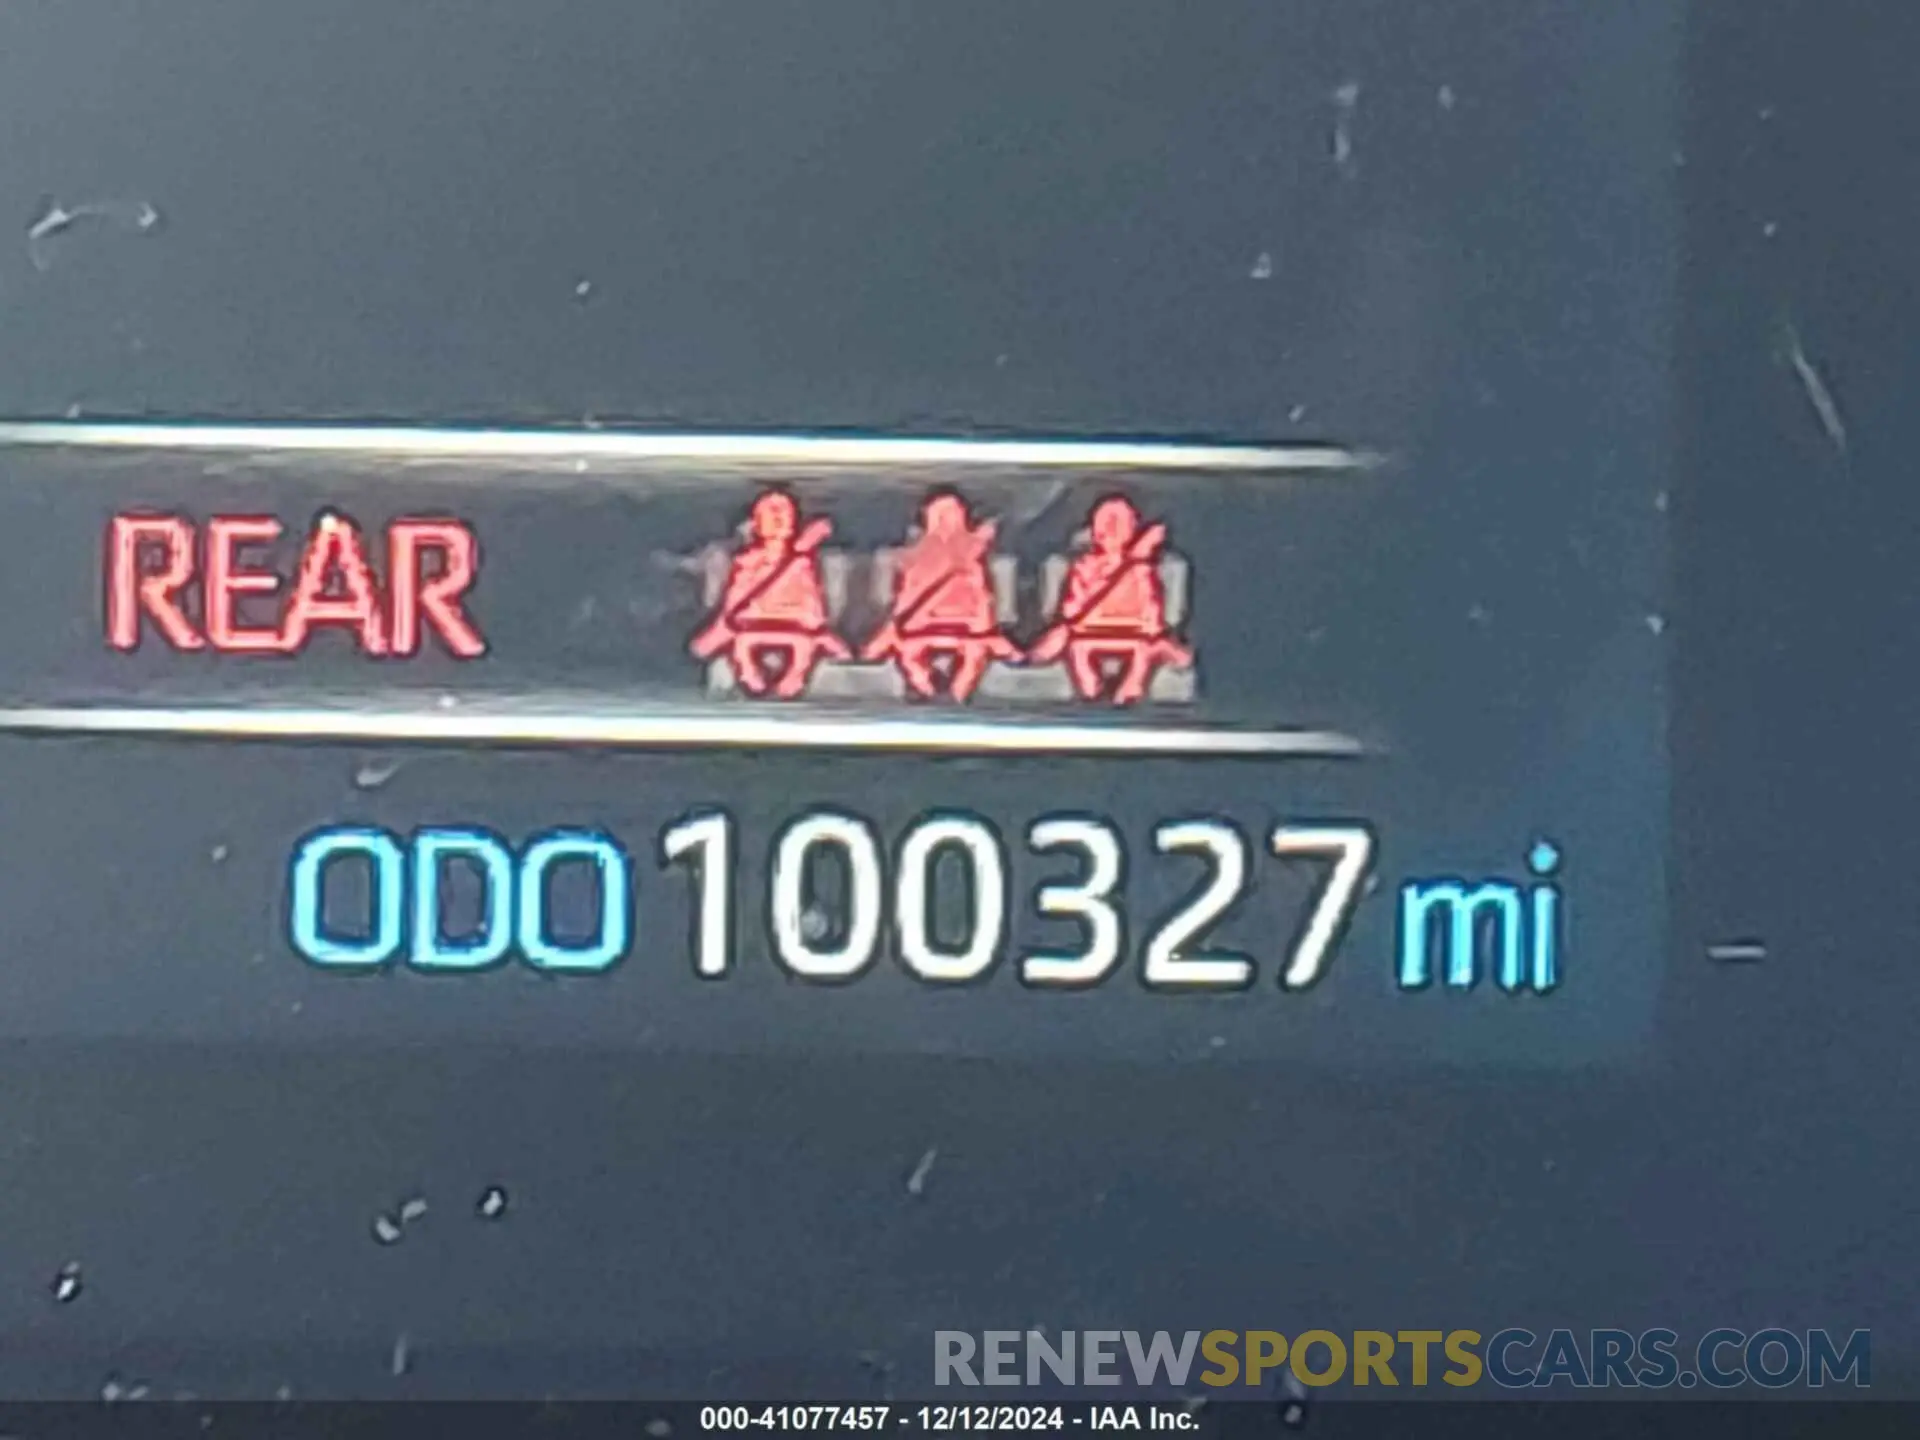 REAR
ODO 100327 mi
RENEWSPORTSCARS.COM
000-41077457 - 12/12/2024 - IAA Inc.